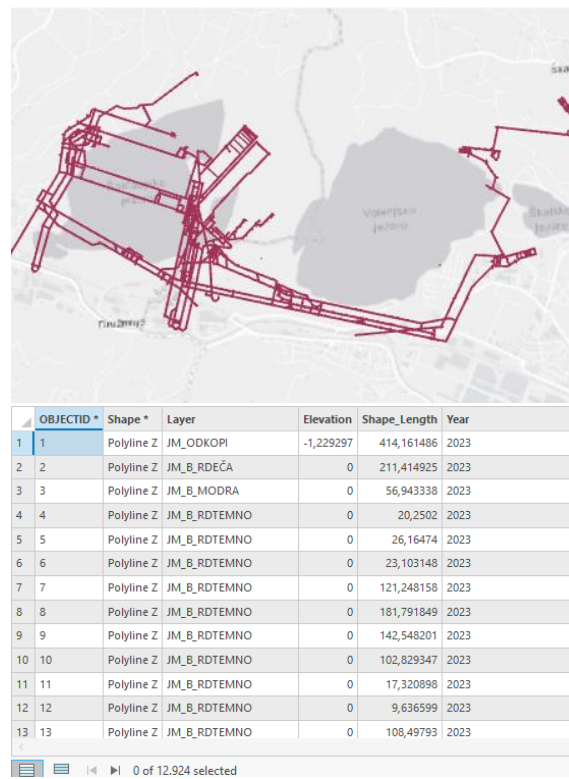 Velenjsko
jezero
Škalsko
jezero
OBJECTID * Shape * Layer Elevation Shape_Length Year
1 1 Polyline Z JM_ODKOPI -1,229297 414,161486 2023
2 2 Polyline Z JM_B_RDEČA 0 211,414925 2023
3 3 Polyline Z JM_B_MODRA 0 56,943338 2023
4 4 Polyline Z JM_B_RDTEMNO 0 20,2502 2023
5 5 Polyline Z JM_B_RDTEMNO 0 26,16474 2023
6 6 Polyline Z JM_B_RDTEMNO 0 23,103148 2023
7 7 Polyline Z JM_B_RDTEMNO 0 121,248158 2023
8 8 Polyline Z JM_B_RDTEMNO 0 181,791849 2023
9 9 Polyline Z JM_B_RDTEMNO 0 142,548201 2023
10 10 Polyline Z JM_B_RDTEMNO 0 102,829347 2023
11 11 Polyline Z JM_B_RDTEMNO 0 17,320898 2023
12 12 Polyline Z JM_B_RDTEMNO 0 9,636599 2023
13 13 Polyline Z JM_B_RDTEMNO 0 108,49793 2023
0 of 12.924 selected